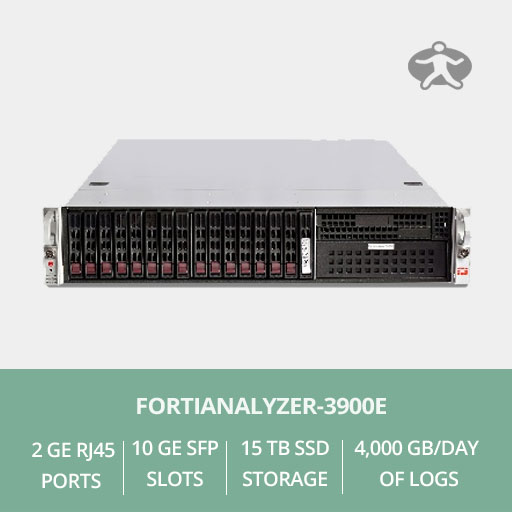 FORTIANALYZER-3900E
2 GE RJ45
PORTS
10 GE SFP
SLOTS
15 TB SSD
STORAGE
4,000 GB/DAY
OF LOGS